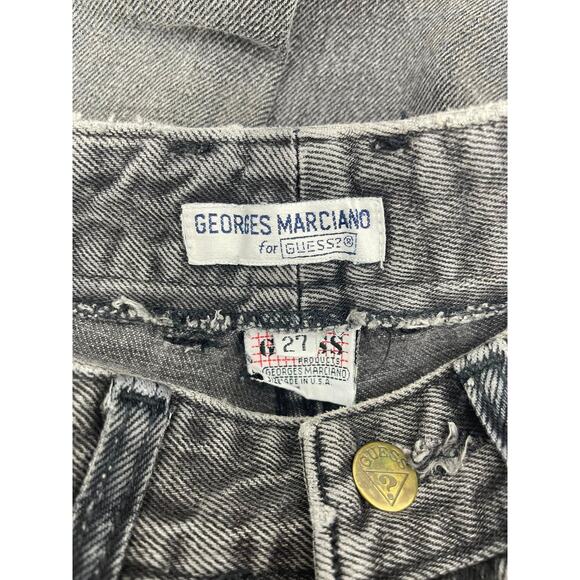 GEORGES MARCIANO
for GUESS?®
G 27 SS
PRODUCTS
GEORGES MARCIANO
MADE IN U.S.A.
GUESS
?